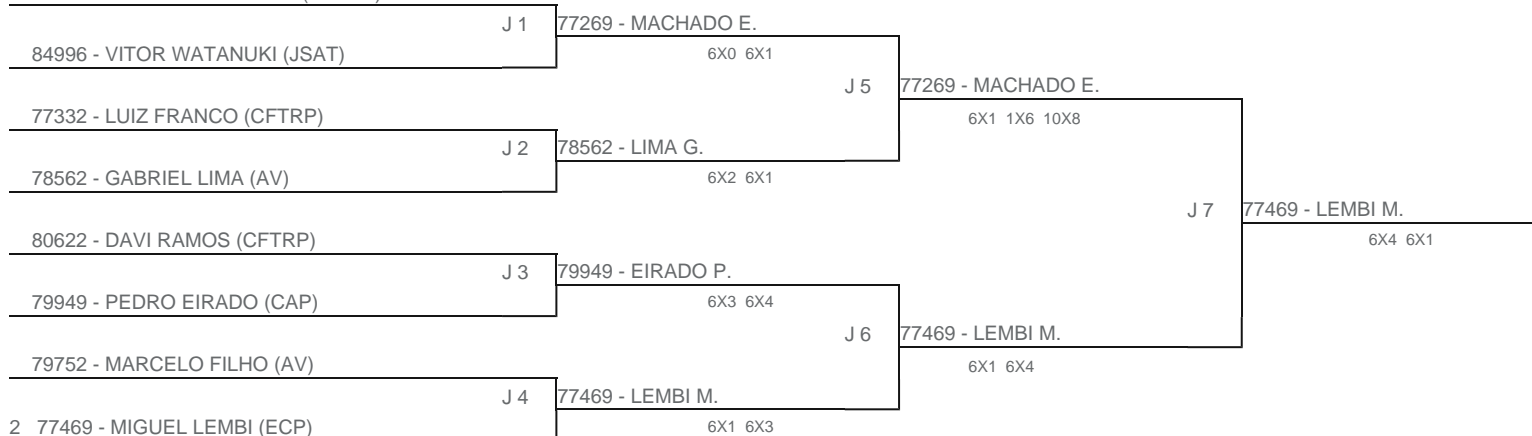 J 1 77269 - MACHADO E.
84996 - VITOR WATANUKI (JSAT) 6X0 6X1
J 5 77269 - MACHADO E.
77332 - LUIZ FRANCO (CFTRP) 6X1 1X6 10X8
J 2 78562 - LIMA G.
78562 - GABRIEL LIMA (AV) 6X2 6X1
J 7 77469 - LEMBI M.
80622 - DAVI RAMOS (CFTRP) 6X4 6X1
J 3 79949 - EIRADO P.
79949 - PEDRO EIRADO (CAP) 6X3 6X4
J 6 77469 - LEMBI M.
79752 - MARCELO FILHO (AV) 6X1 6X4
J 4 77469 - LEMBI M.
2 77469 - MIGUEL LEMBI (ECP) 6X1 6X3